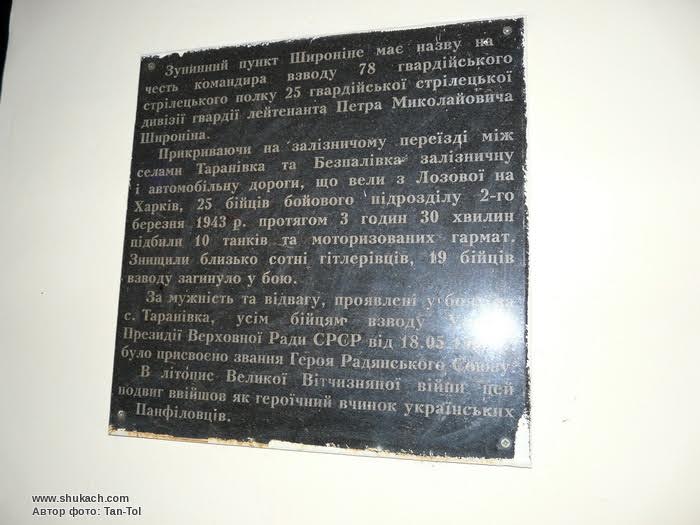 Зупинний пункт Широніне має назву на
честь командира взводу 78 гвардійського
стрілецького полку 25 гвардійської стрілецької
дивізії гвардії лейтенанта Петра Миколайовича
Широніна.
Прикриваючи на залізничому переїзді між
селами Таранівка та Безпалівка залізничну
і автомобільну дороги, що вели з Лозової на
Харків, 25 бійців бойового підрозділу 2-го
березня 1943 р. протягом 3 годин 30 хвилин
підбили 10 танків та моторизованих гармат.
Знищили близько сотні гітлерівців, 19 бійців
взводу загинуло у бою.
За мужність та відвагу, проявлені у бою за
с. Таранівка, усім бійцям взводу
Президії Верховної Ради СРСР від 18.05.
було присвоєно звання Героя Радянського Союзу.
В літопис Великої Вітчизняної війни цей
подвиг ввійшов як героїчний вчинок українських
Панфіловців.
www.shukach.com
Автор фото: Tan-Tol